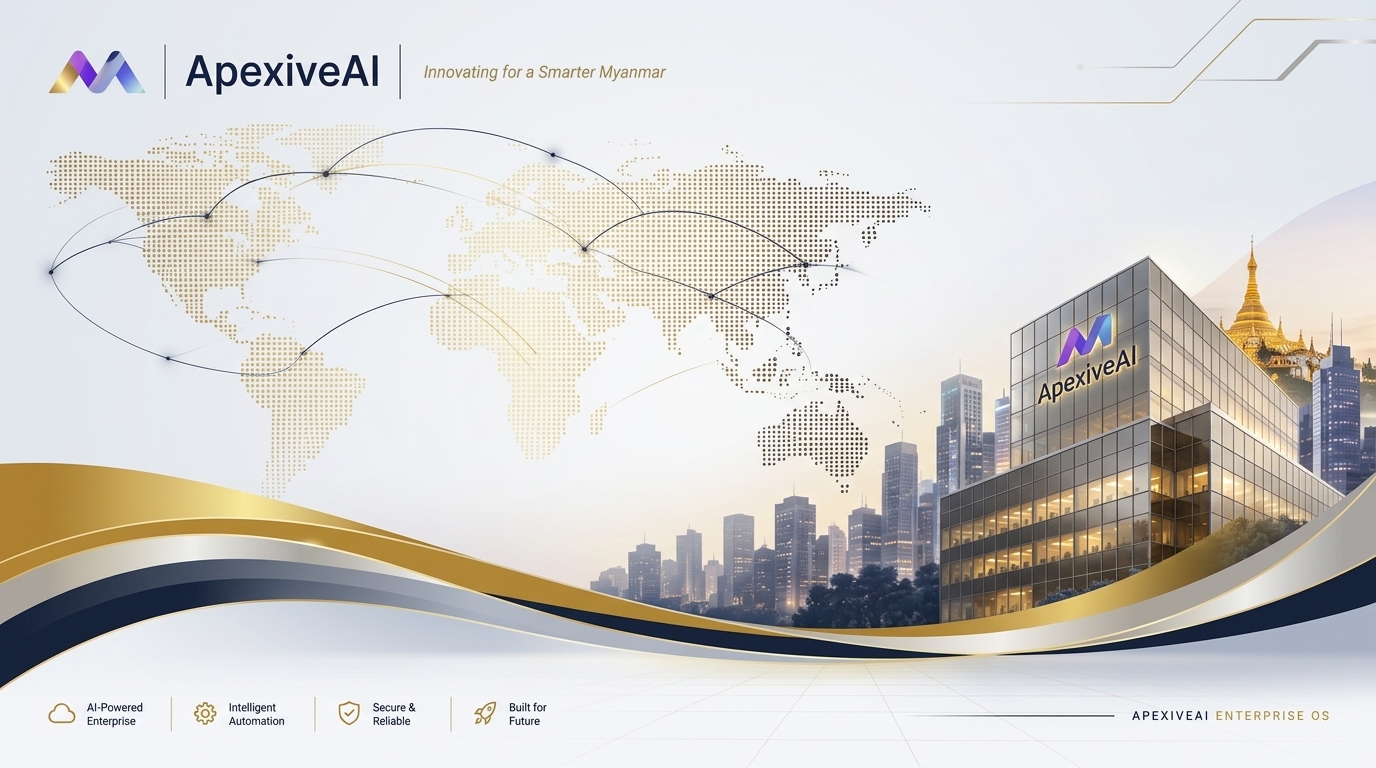 ApexiveAI
Innovating for a Smarter Myanmar
ApexiveAI
AI-Powered
Enterprise
Intelligent
Automation
Secure &
Reliable
Built for
Future
APEXIVEAI ENTERPRISE OS